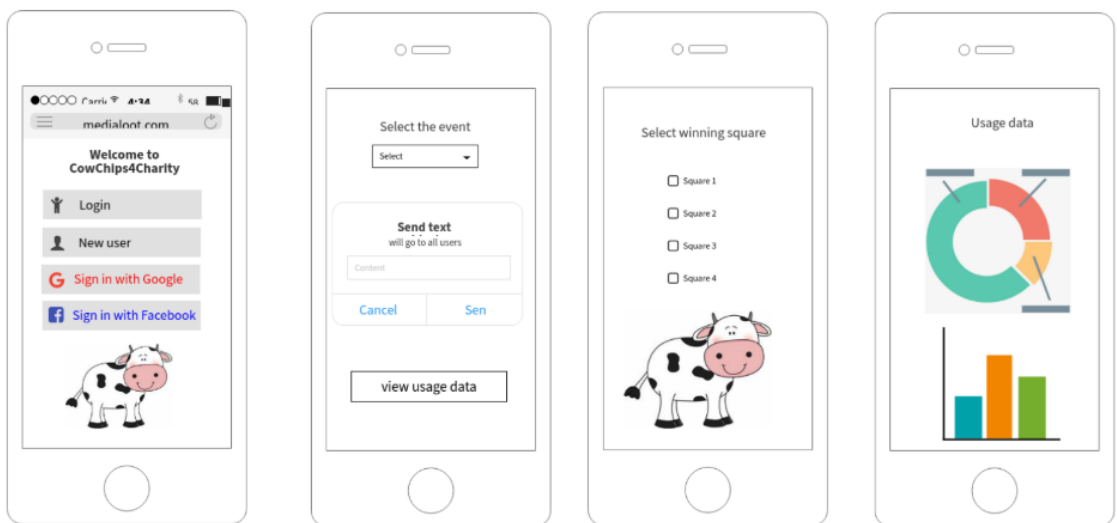 4:34
58
medialoot.com
Welcome to
CowChips4Charity
Login
New user
Sign in with Google
Sign in with Facebook
Select the event
Select
Send text
will go to all users
Content
Cancel
Sen
view usage data
Select winning square
Square 1
Square 2
Square 3
Square 4
Usage data